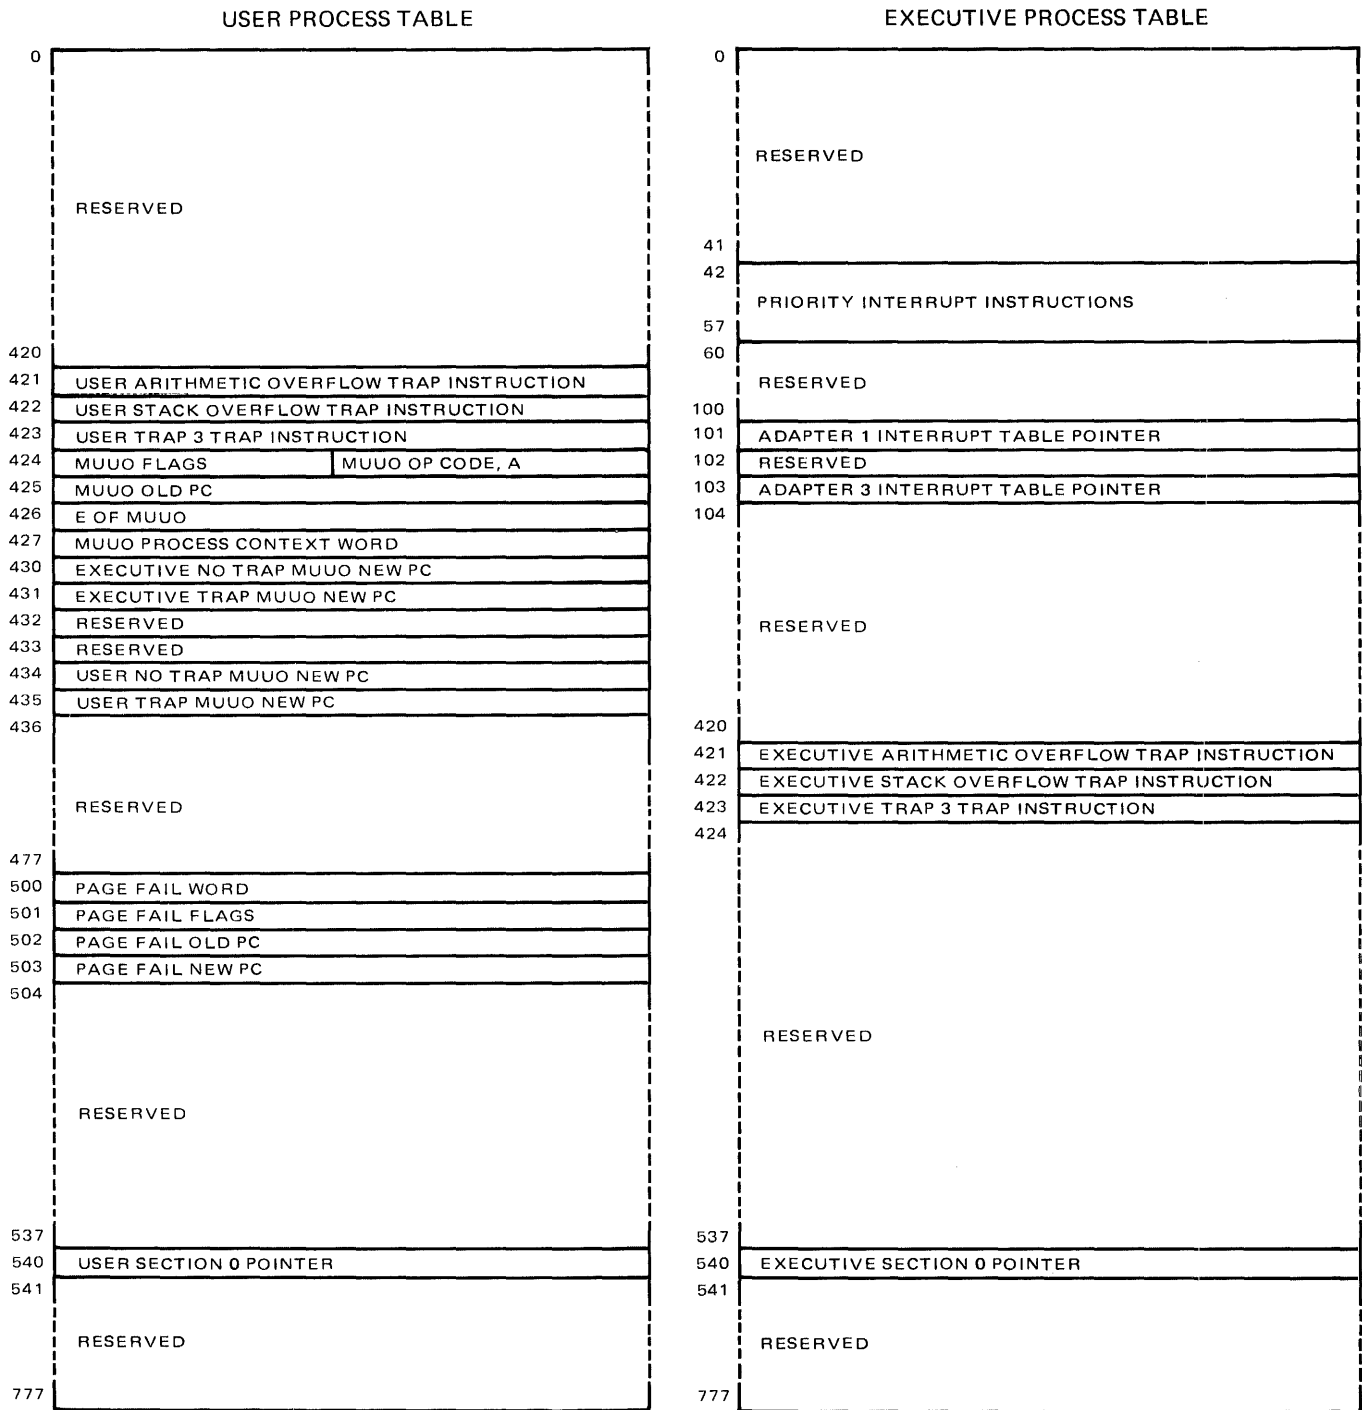 USER PROCESS TABLE
0
RESERVED
420
421 USER ARITHMETIC OVERFLOW TRAP INSTRUCTION
422 USER STACK OVERFLOW TRAP INSTRUCTION
423 USER TRAP 3 TRAP INSTRUCTION
424 MUUO FLAGS MUUO OP CODE, A
425 MUUO OLD PC
426 E OF MUUO
427 MUUO PROCESS CONTEXT WORD
430 EXECUTIVE NO TRAP MUUO NEW PC
431 EXECUTIVE TRAP MUUO NEW PC
432 RESERVED
433 RESERVED
434 USER NO TRAP MUUO NEW PC
435 USER TRAP MUUO NEW PC
436
RESERVED
477
500 PAGE FAIL WORD
501 PAGE FAIL FLAGS
502 PAGE FAIL OLD PC
503 PAGE FAIL NEW PC
504
RESERVED
537
540 USER SECTION 0 POINTER
541
RESERVED
777
EXECUTIVE PROCESS TABLE
0
RESERVED
41
42
PRIORITY INTERRUPT INSTRUCTIONS
57
60
RESERVED
100
101 ADAPTER 1 INTERRUPT TABLE POINTER
102 RESERVED
103 ADAPTER 3 INTERRUPT TABLE POINTER
104
RESERVED
420
421 EXECUTIVE ARITHMETIC OVERFLOW TRAP INSTRUCTION
422 EXECUTIVE STACK OVERFLOW TRAP INSTRUCTION
423 EXECUTIVE TRAP 3 TRAP INSTRUCTION
424
RESERVED
537
540 EXECUTIVE SECTION 0 POINTER
541
RESERVED
777